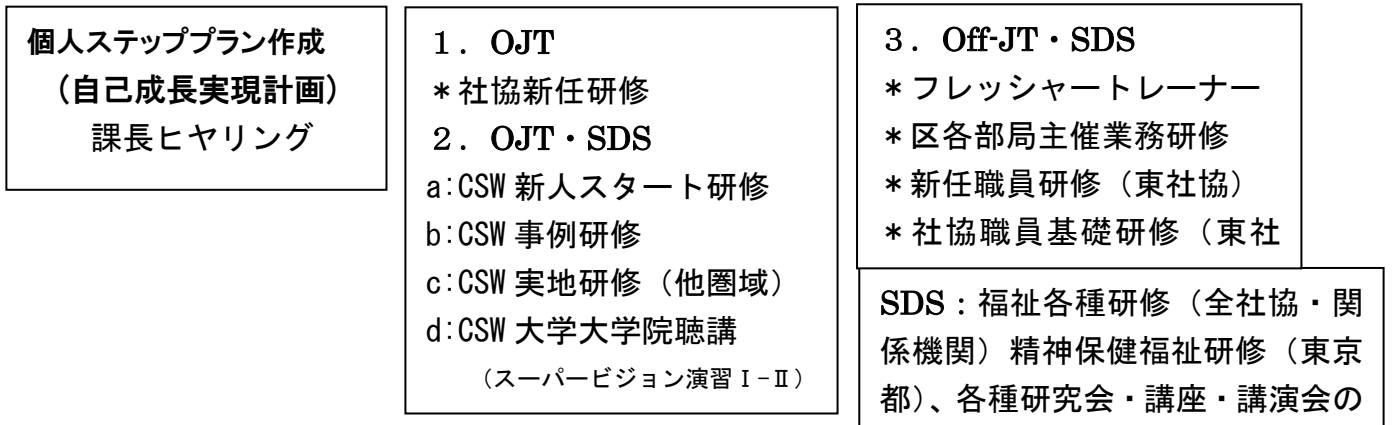 個人ステッププラン作成
（自己成長実現計画）
課長ヒヤリング
１．OJT
＊社協新任研修
２．OJT・SDS
a:CSW 新人スタート研修
b:CSW 事例研修
c:CSW 実地研修（他圏域）
d:CSW 大学大学院聴講
（スーパービジョン演習Ⅰ-Ⅱ）
３．Off-JT・SDS
＊フレッシャートレーナー
＊区各部局主催業務研修
＊新任職員研修（東社協）
＊社協職員基礎研修（東社
SDS：福祉各種研修（全社協・関
係機関）精神保健福祉研修（東京
都）、各種研究会・講座・講演会の